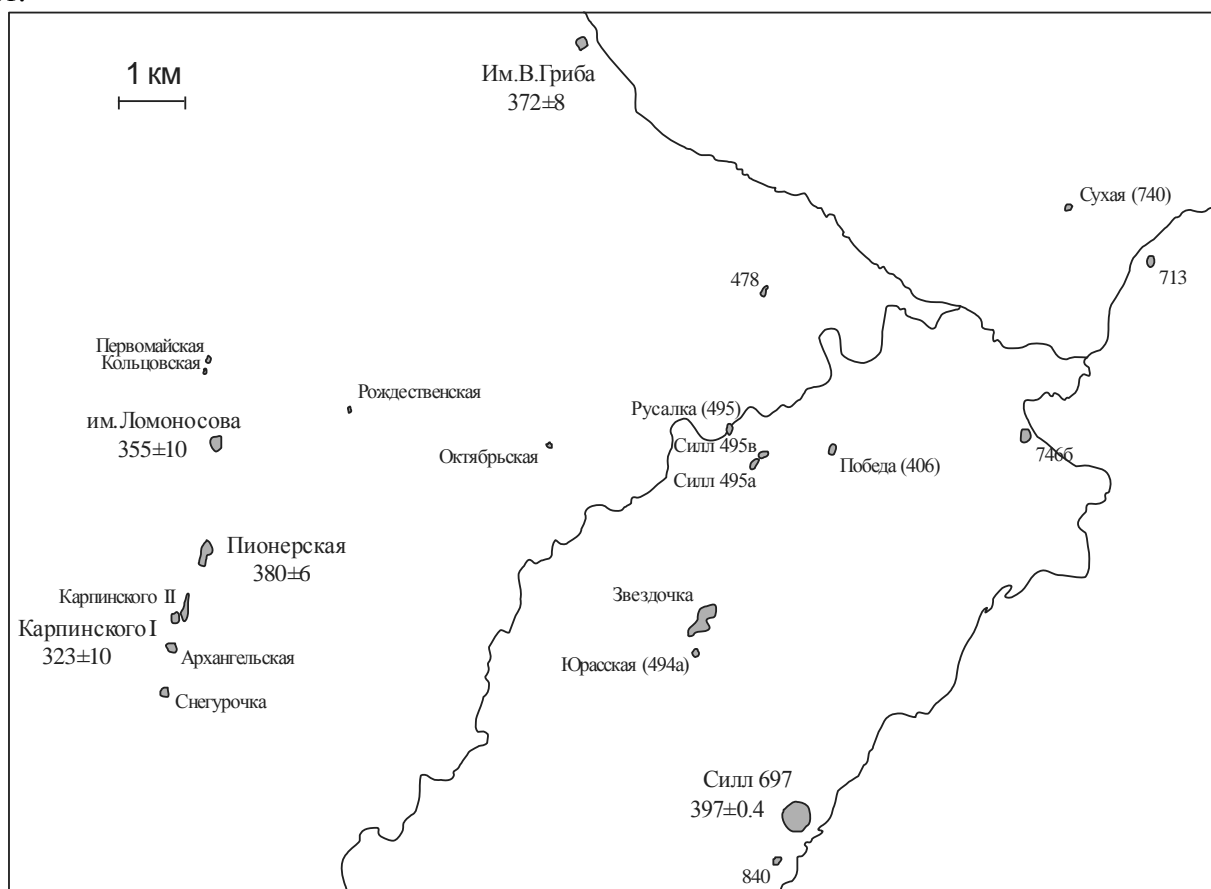 1 км
Им.В.Гриба
372±8
Сухая (740)
713
478
Первомайская
Кольцовская
Рождественская
им.Ломоносова
355±10
Октябрьская
Русалка (495)
Силл 495в
Силл 495а
Победа (406)
746б
Пионерская
380±6
Карпинского II
Карпинского I
323±10
Архангельская
Снегурочка
Звездочка
Юрасская (494а)
Силл 697
397±0.4
840